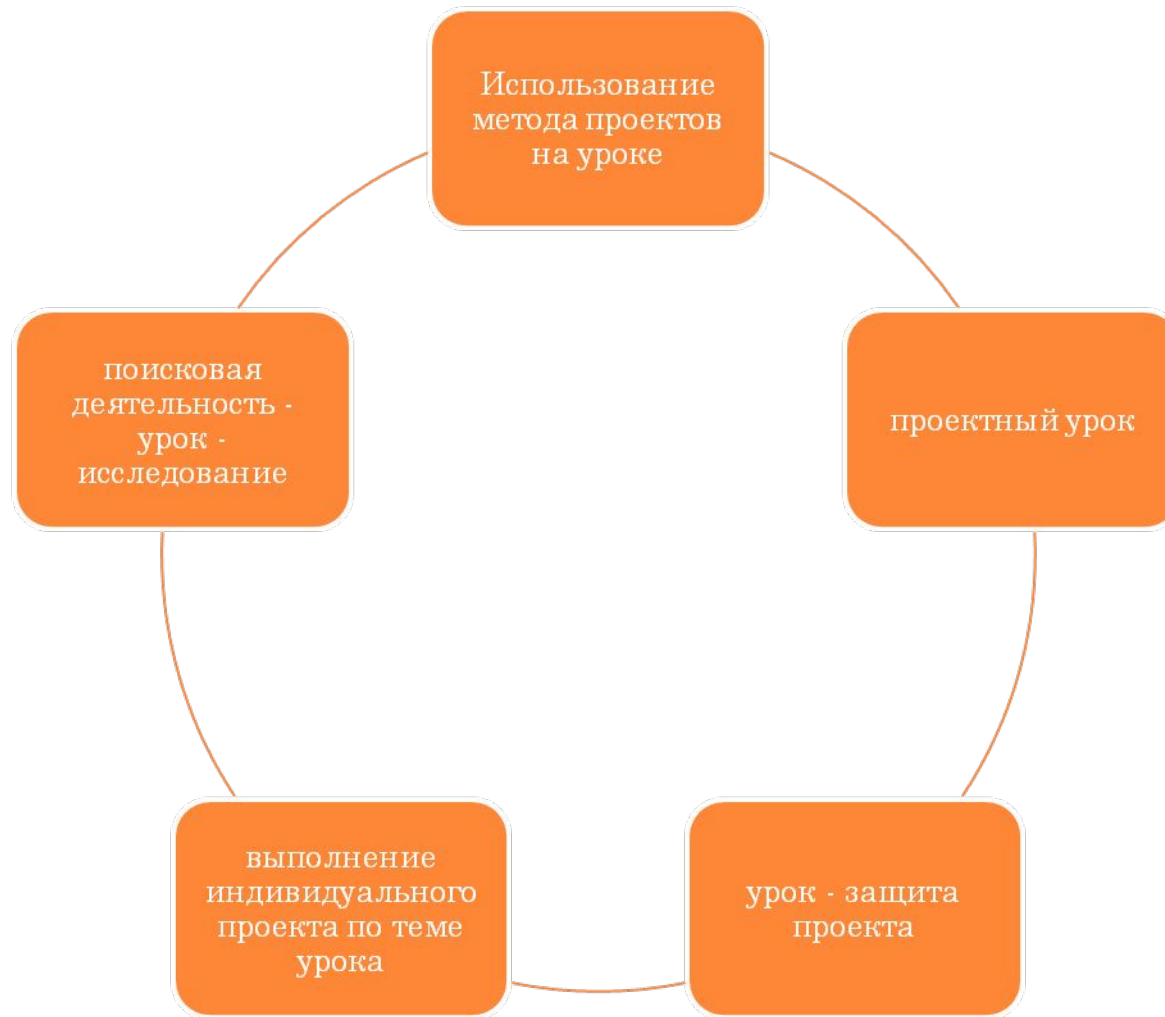 Использование
метода проектов
на уроке
проектный урок
урок - защита
проекта
выполнение
индивидуального
проекта по теме
урока
поисковая
деятельность -
урок -
исследование